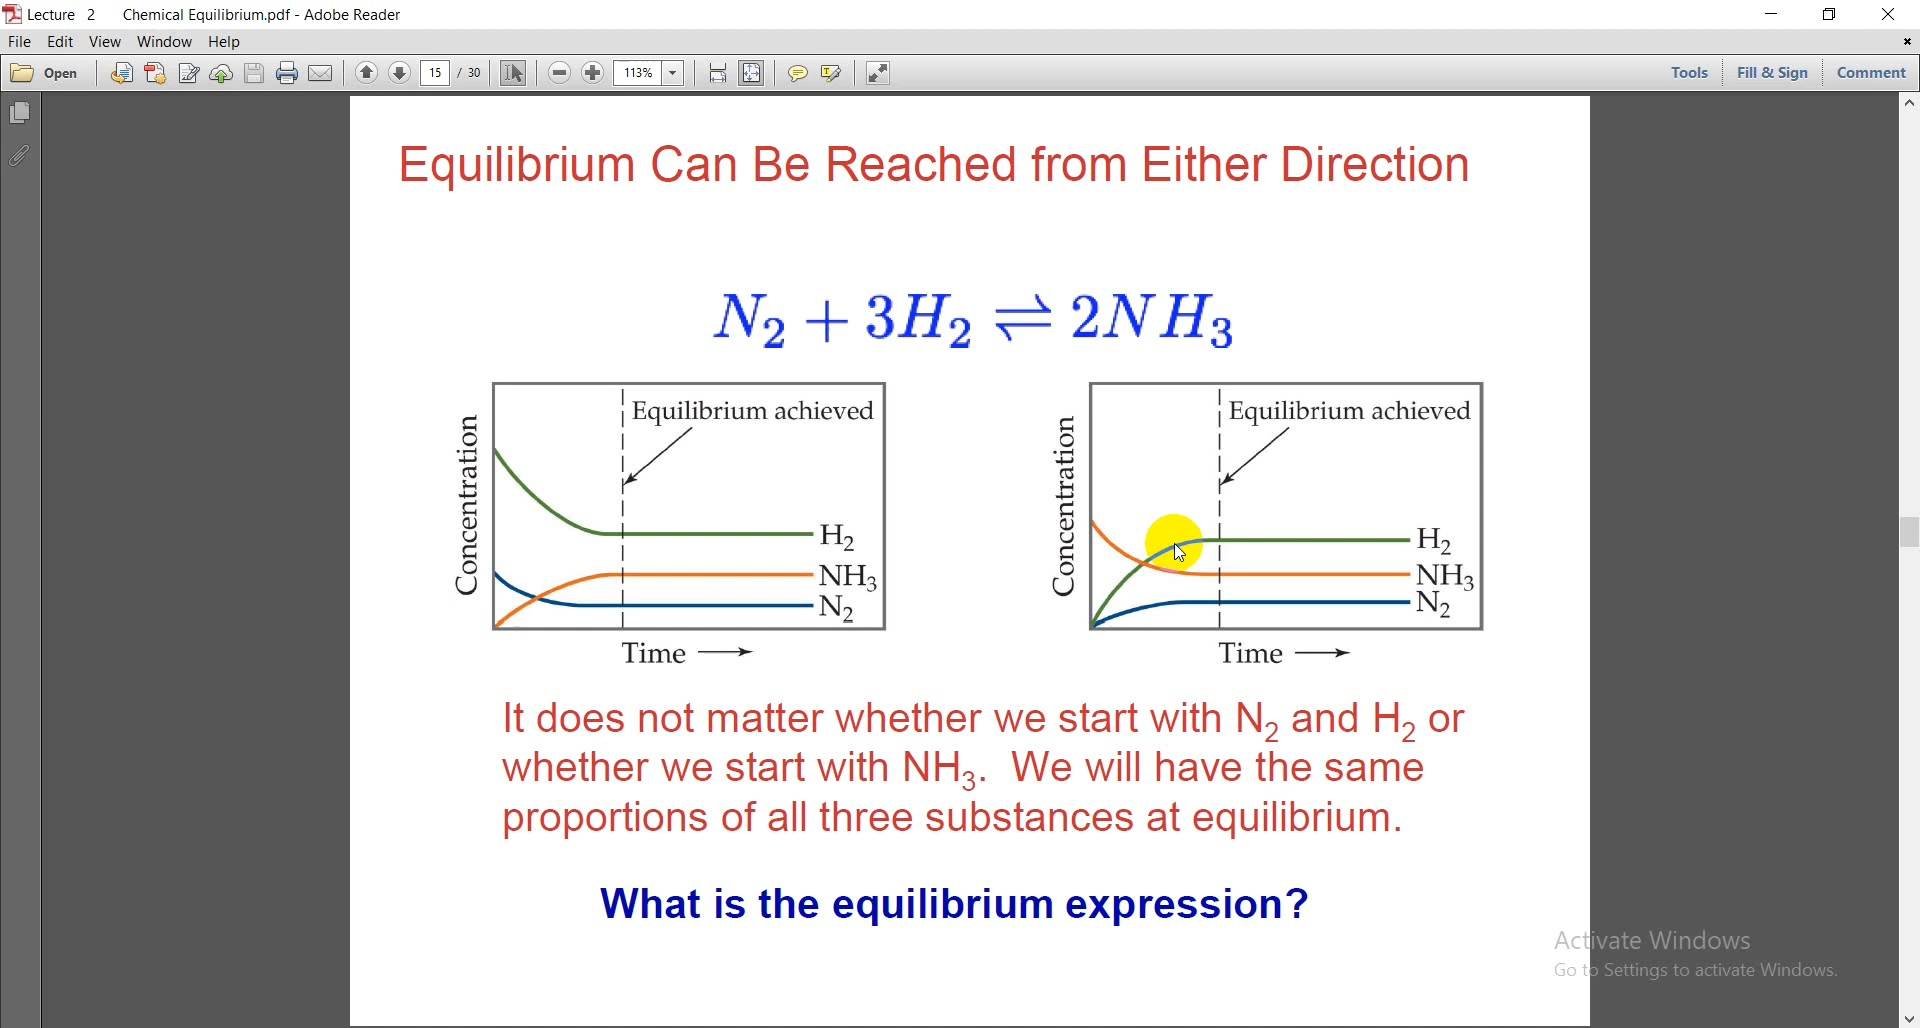 Lecture 2 Chemical Equilibrium.pdf - Adobe Reader
File Edit View Window Help
Open 15 / 30 113% Tools Fill & Sign Comment
Equilibrium Can Be Reached from Either Direction
N₂ + 3H₂ ⇌ 2NH₃
Concentration
Equilibrium achieved
H₂
NH₃
N₂
Time →
Concentration
Equilibrium achieved
H₂
NH₃
N₂
Time →
It does not matter whether we start with N₂ and H₂ or
whether we start with NH₃. We will have the same
proportions of all three substances at equilibrium.
What is the equilibrium expression?
Activate Windows
Go to Settings to activate Windows.